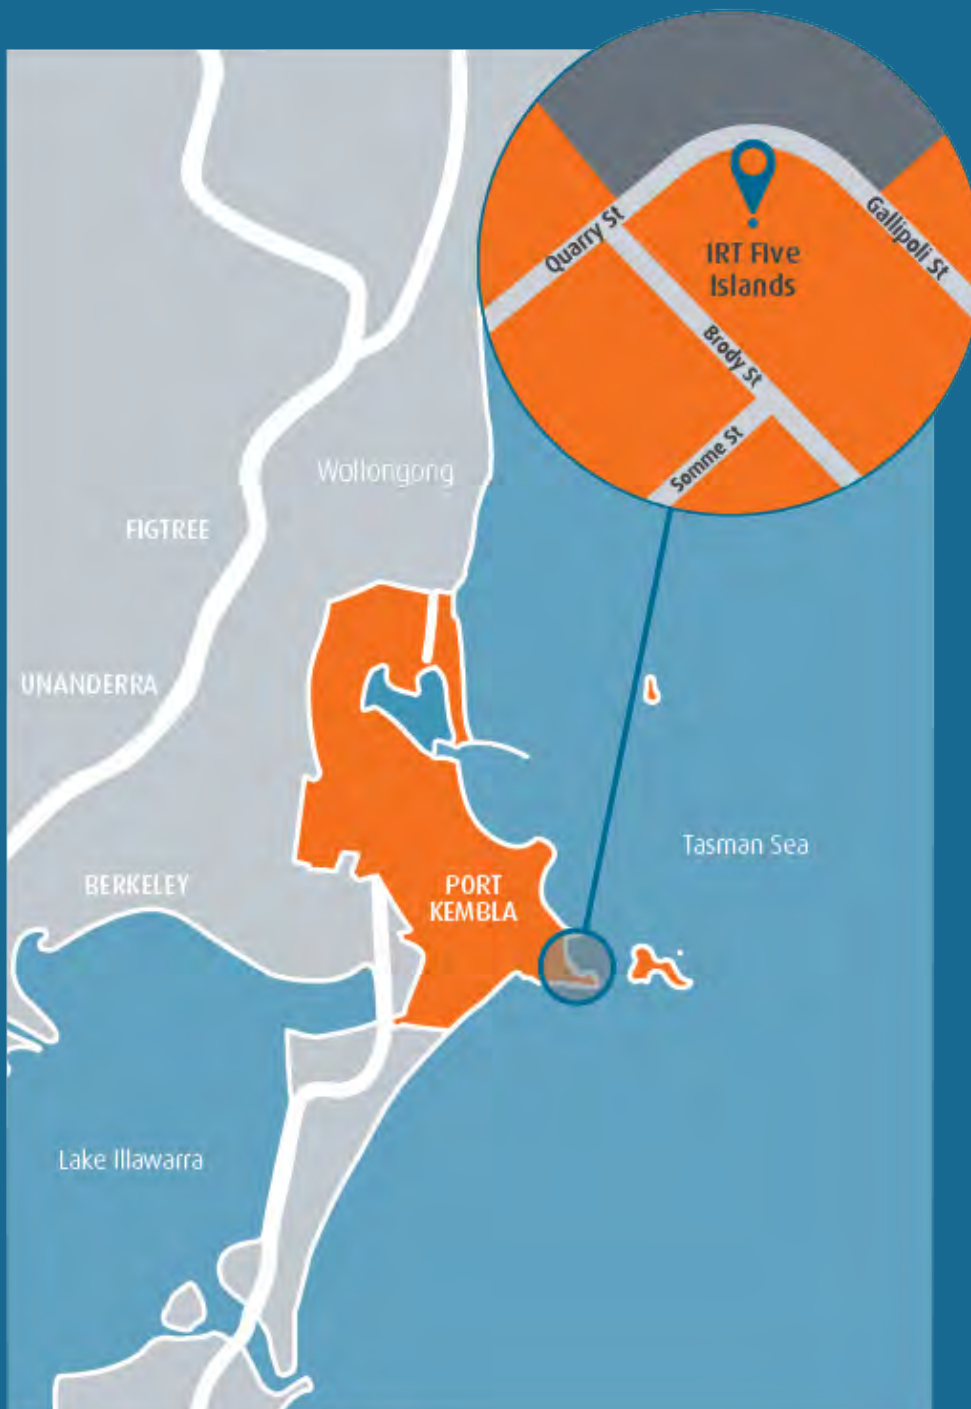 Quarry St
Gallipoli St
IRT Five
Islands
Brody St
Somme St
Wollongong
FIGTREE
UNANDERRA
Tasman Sea
BERKELEY
PORT
KEMBLA
Lake Illawarra